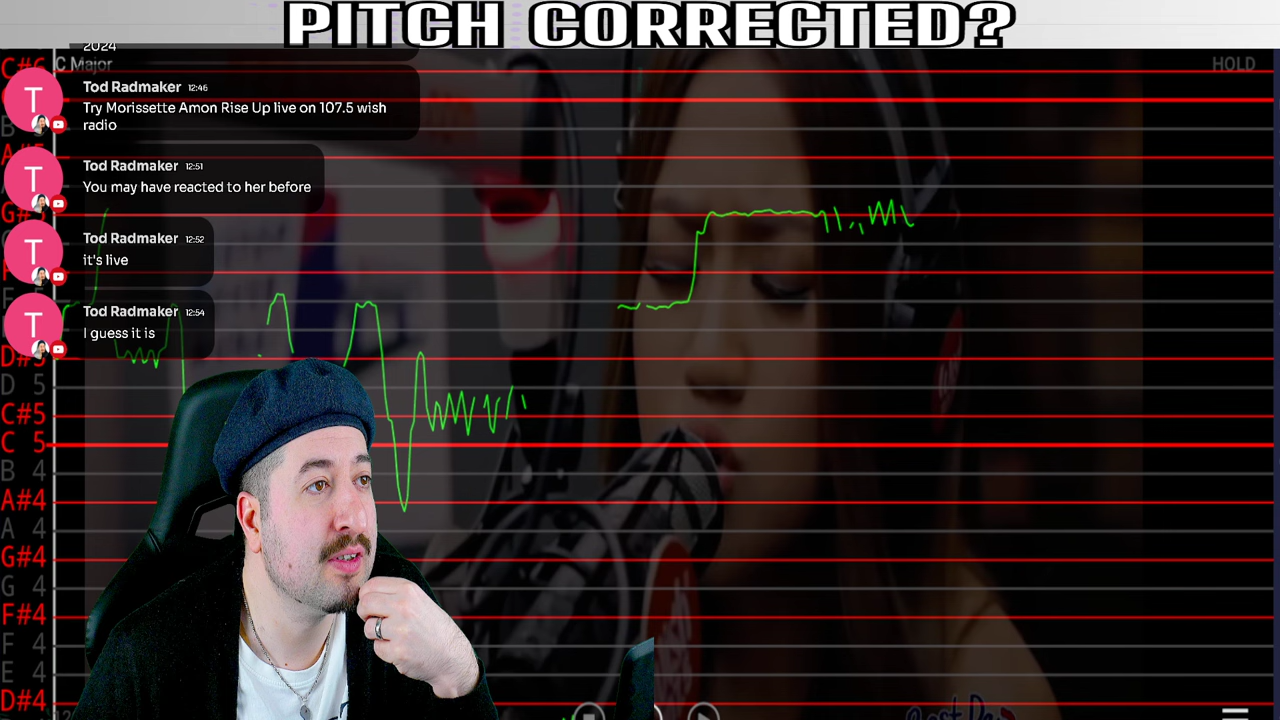 PITCH CORRECTED?
2024
C Major
HOLD
Tod Radmaker 12:46
Try Morissette Amon Rise Up live on 107.5 wish
radio
Tod Radmaker 12:51
You may have reacted to her before
Tod Radmaker 12:52
it's live
Tod Radmaker 12:54
I guess it is
D 5
C#5
C 5
B 4
A#4
A 4
G#4
G 4
F#4
F 4
E 4
D#4